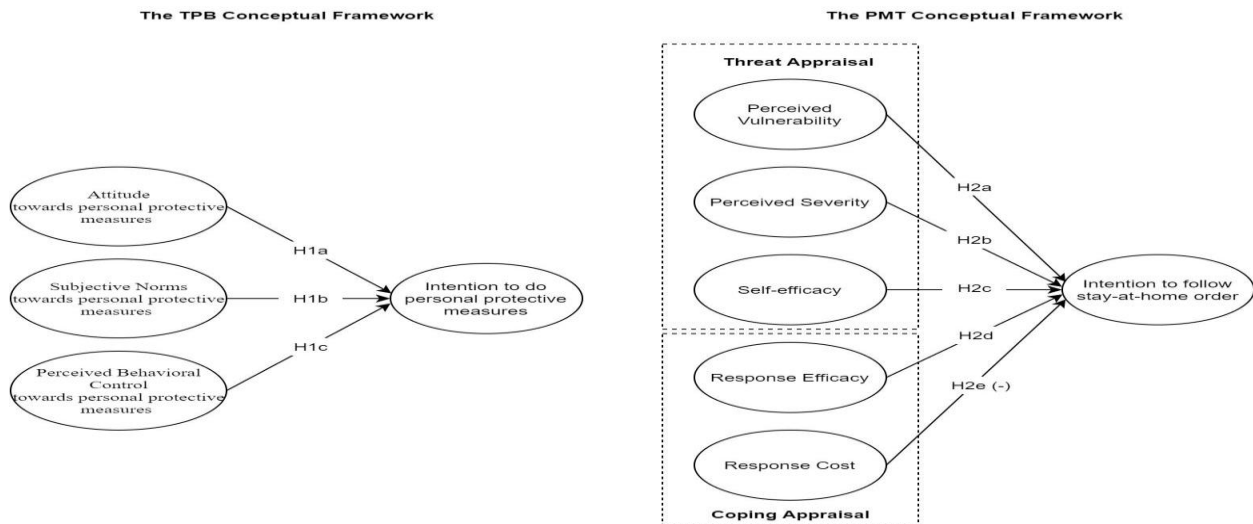 The TPB Conceptual Framework
Attitude
towards personal protective
measures
Subjective Norms
towards personal protective
measures
Perceived Behavioral
Control
towards personal protective
measures
H1a
H1b
H1c
Intention to do
personal protective
measures
The PMT Conceptual Framework
Threat Appraisal
Perceived
Vulnerability
Perceived Severity
Self-efficacy
Response Efficacy
Response Cost
Coping Appraisal
H2a
H2b
H2c
H2d
H2e (-)
Intention to follow
stay-at-home order